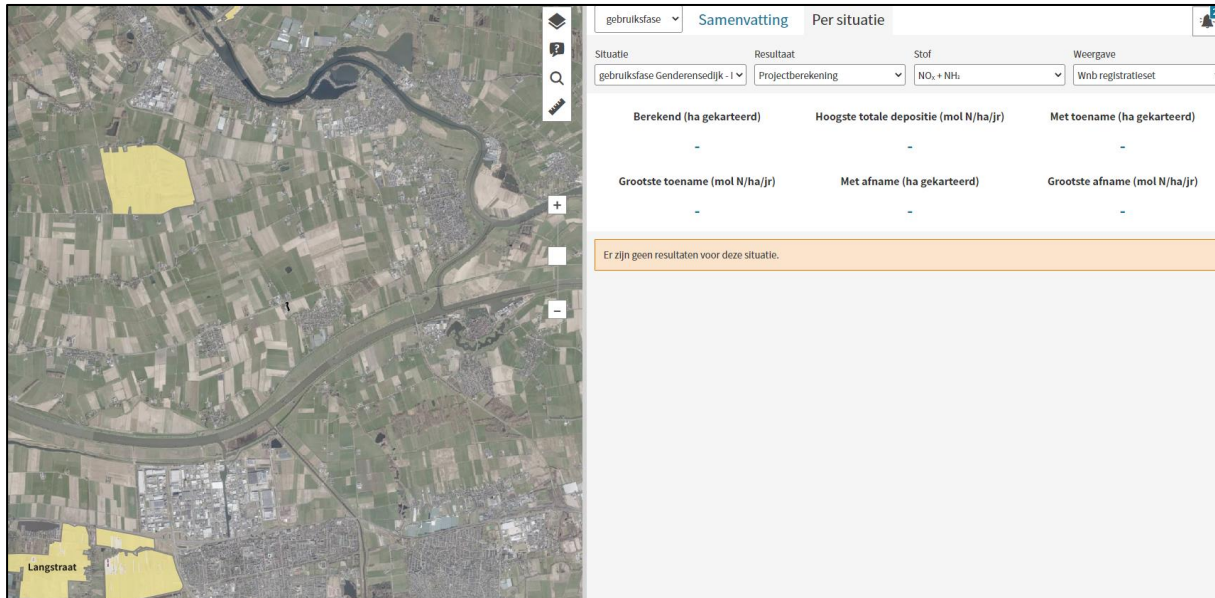 gebruiksfase Samenvatting Per situatie
Situatie Resultaat Stof Weergave
gebruiksfase Genderensedijk - Projectberekening NOₓ + NH₃ Wnb registratieset
Berekend (ha gekarteerd) Hoogste totale depositie (mol N/ha/jr) Met toename (ha gekarteerd)
- - -
Grootste toename (mol N/ha/jr) Met afname (ha gekarteerd) Grootste afname (mol N/ha/jr)
- - -
Er zijn geen resultaten voor deze situatie.
Langstraat